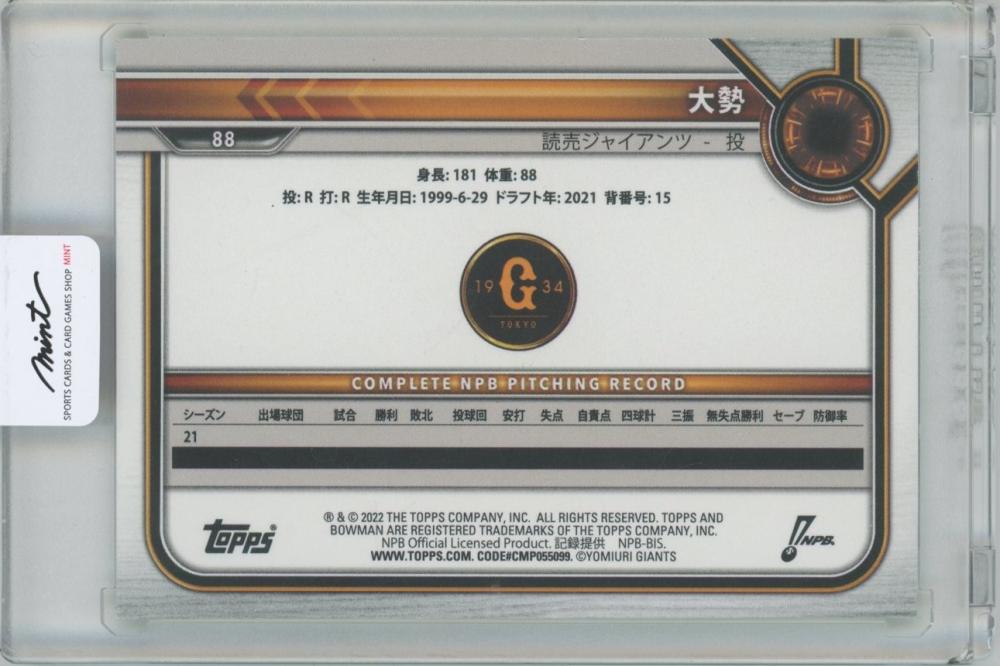 大勢
88
読売ジャイアンツ - 投
身長: 181 体重: 88
投: R 打: R 生年月日: 1999-6-29 ドラフト年: 2021 背番号: 15
19 G 34
TOKYO
mint
SPORTS CARDS & CARD GAMES SHOP MINT
COMPLETE NPB PITCHING RECORD
シーズン 出場球団 試合 勝利 敗北 投球回 安打 失点 自責点 四球計 三振 無失点勝利 セーブ 防御率
21
topps®
® & © 2022 THE TOPPS COMPANY, INC. ALL RIGHTS RESERVED. TOPPS AND
BOWMAN ARE REGISTERED TRADEMARKS OF THE TOPPS COMPANY, INC.
NPB Official Licensed Product. 記録提供 NPB-BIS.
WWW.TOPPS.COM. CODE#CMP055099. ©YOMIURI GIANTS
NPB.